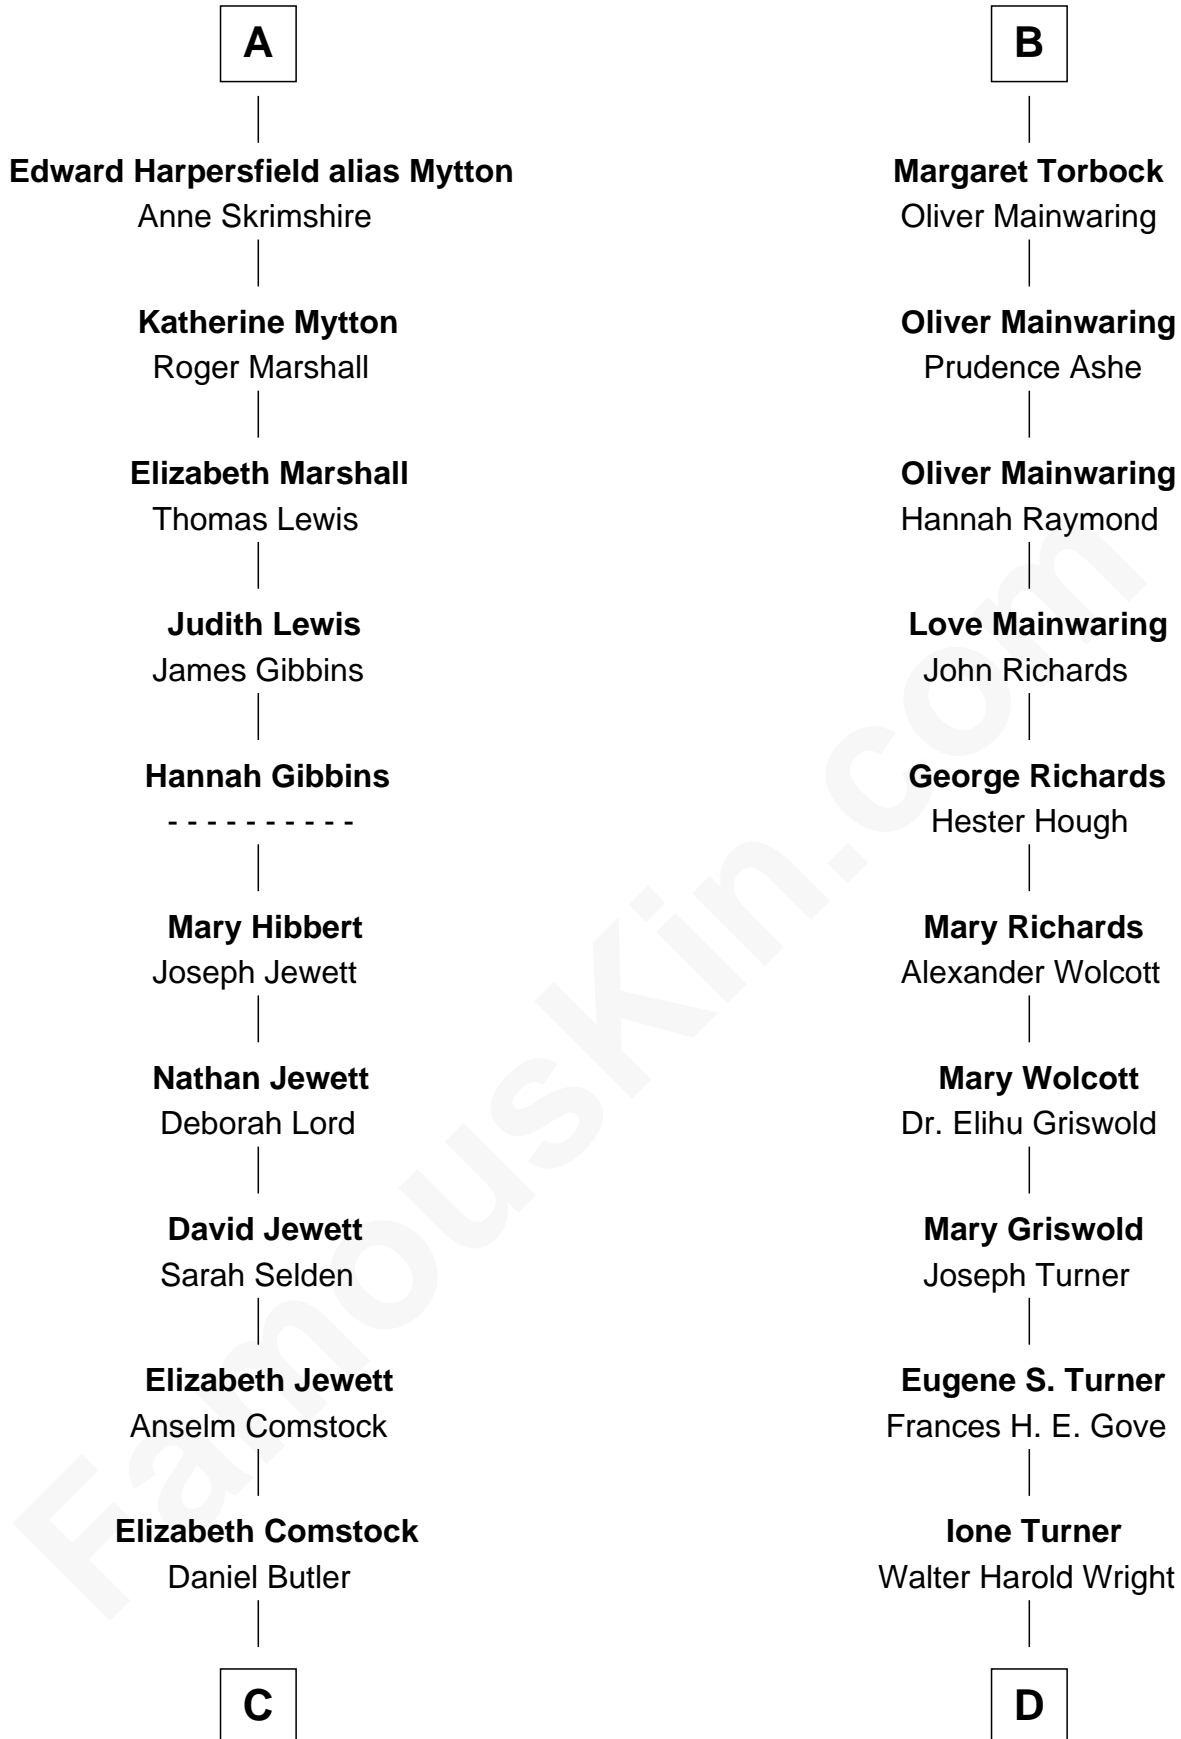 A
Edward Harpersfield alias Mytton
Anne Skrimshire
Katherine Mytton
Roger Marshall
Elizabeth Marshall
Thomas Lewis
Judith Lewis
James Gibbins
Hannah Gibbins
- - - - - - - - - -
Mary Hibbert
Joseph Jewett
Nathan Jewett
Deborah Lord
David Jewett
Sarah Selden
Elizabeth Jewett
Anselm Comstock
Elizabeth Comstock
Daniel Butler
C
B
Margaret Torbock
Oliver Mainwaring
Oliver Mainwaring
Prudence Ashe
Oliver Mainwaring
Hannah Raymond
Love Mainwaring
John Richards
George Richards
Hester Hough
Mary Richards
Alexander Wolcott
Mary Wolcott
Dr. Elihu Griswold
Mary Griswold
Joseph Turner
Eugene S. Turner
Frances H. E. Gove
Ione Turner
Walter Harold Wright
D
FamousKin.com